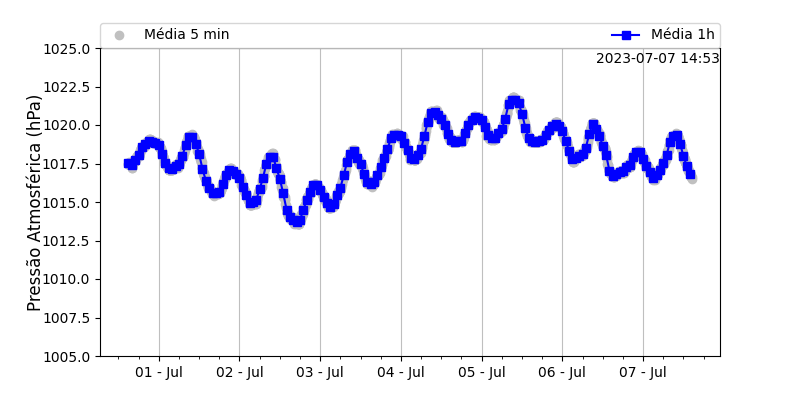 Média 5 min
Média 1h
2023-07-07 14:53
Pressão Atmosférica (hPa)
1025.0
1022.5
1020.0
1017.5
1015.0
1012.5
1010.0
1007.5
1005.0
01 - Jul
02 - Jul
03 - Jul
04 - Jul
05 - Jul
06 - Jul
07 - Jul